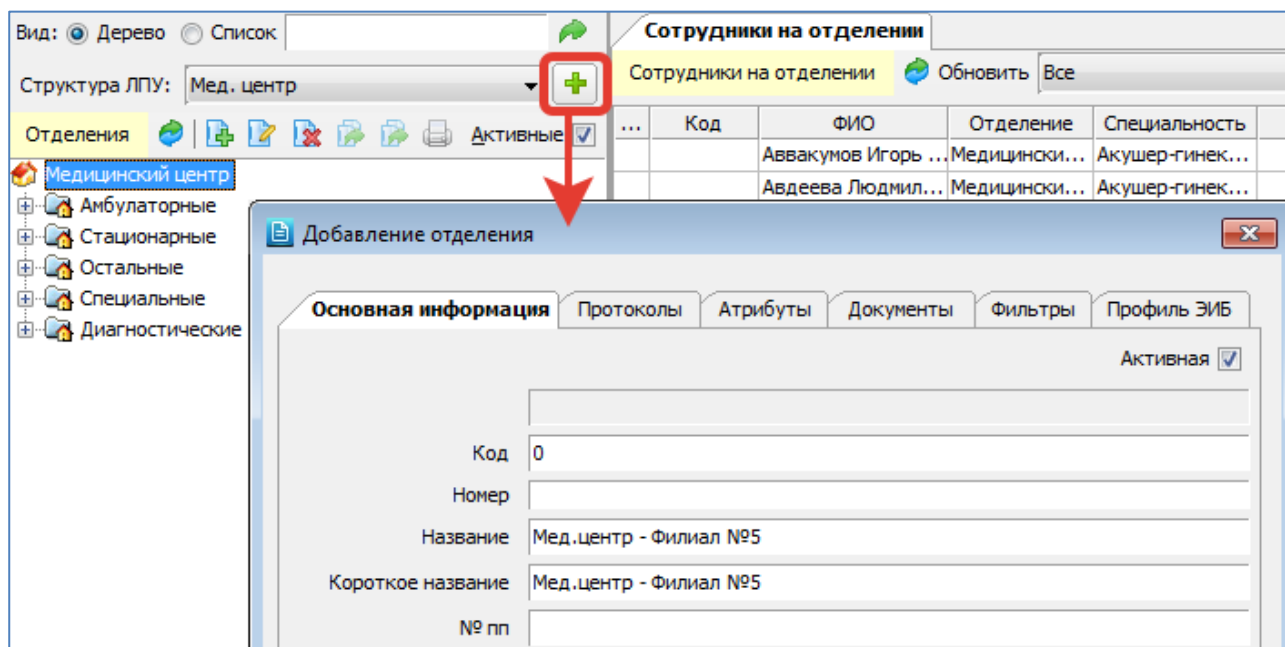 Вид: Дерево Список
Структура ЛПУ: Мед. центр
Отделения Активные
Медицинский центр
Амбулаторные
Стационарные
Остальные
Специальные
Диагностические
Сотрудники на отделении
Сотрудники на отделении Обновить Все
... Код ФИО Отделение Специальность
Аввакумов Игорь ... Медицински... Акушер-гинек...
Авдеева Людмил... Медицински... Акушер-гинек...
Добавление отделения
Основная информация Протоколы Атрибуты Документы Фильтры Профиль ЭИБ
Активная
Код 0
Номер
Название Мед.центр - Филиал №5
Короткое название Мед.центр - Филиал №5
№ пп